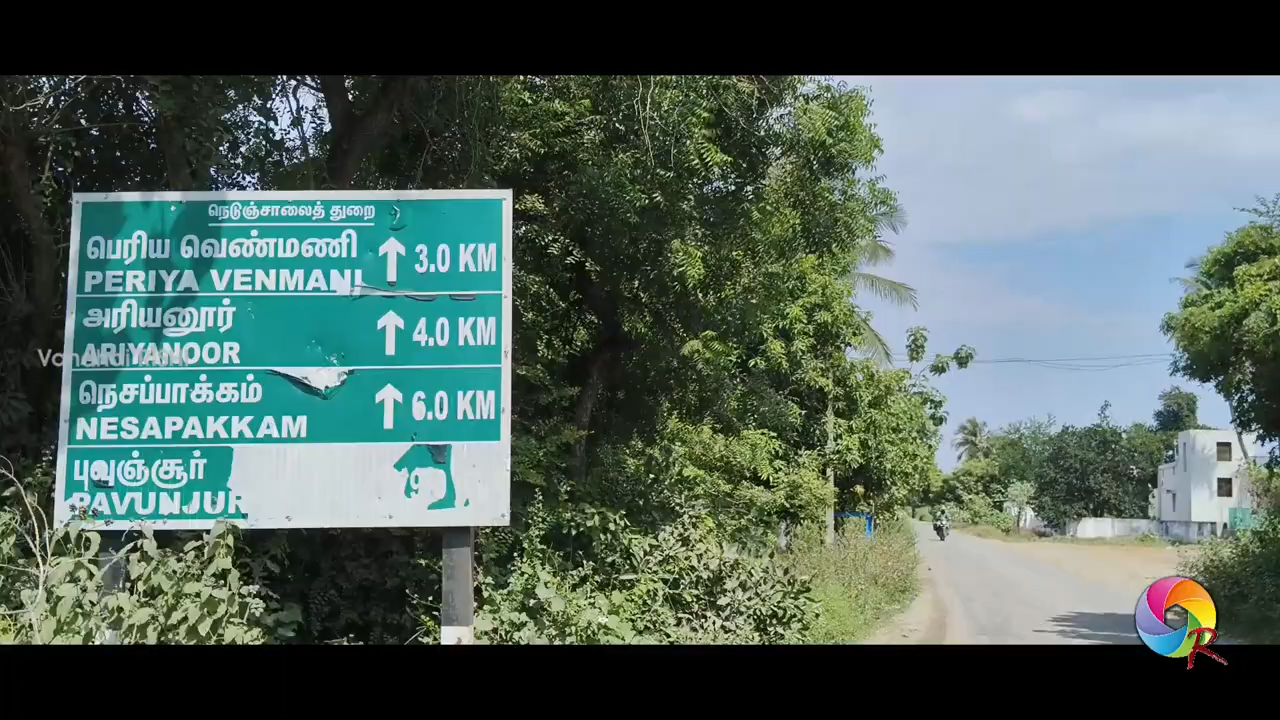 நெடுஞ்சாலைத் துறை
பெரிய வெண்மணி
PERIYA VENMANI
3.0 KM
அரியனூர்
ARIYANOOR
4.0 KM
நெசப்பாக்கம்
NESAPAKKAM
6.0 KM
புவுஞ்சூர்
PAVUNJUR
R